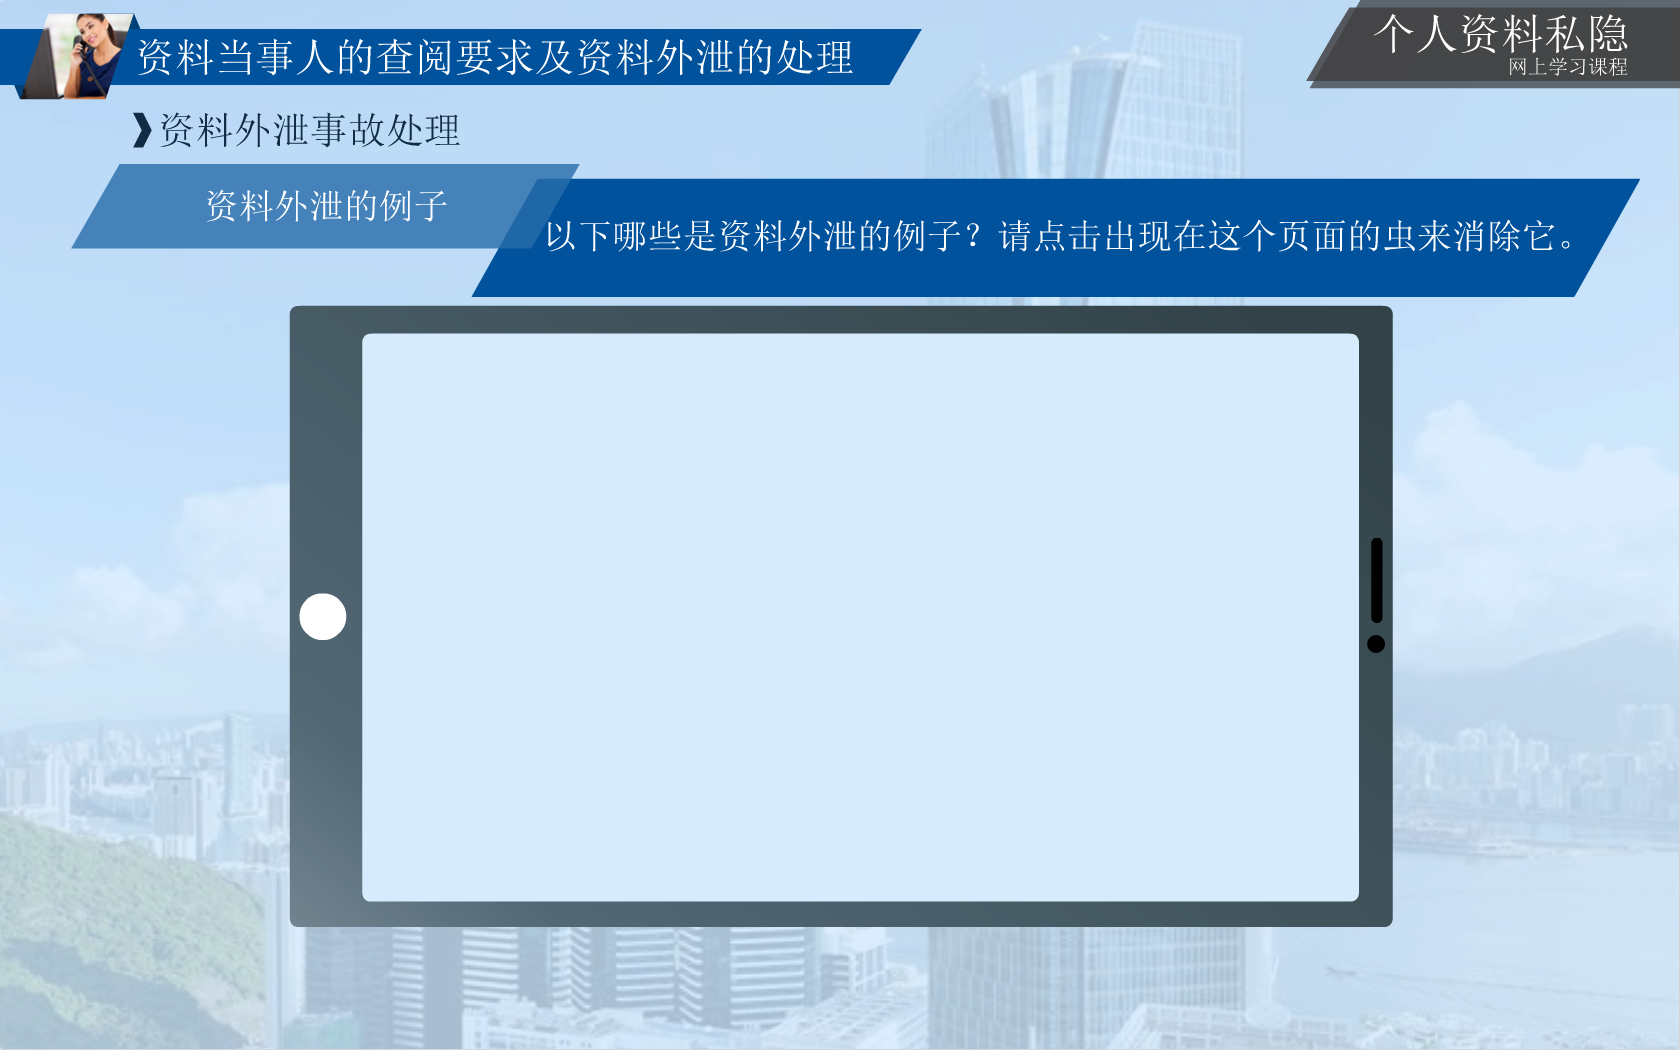 资料当事人的查阅要求及资料外泄的处理
个人资料私隐
网上学习课程
资料外泄事故处理
资料外泄的例子
以下哪些是资料外泄的例子？请点击出现在这个页面的虫来消除它。